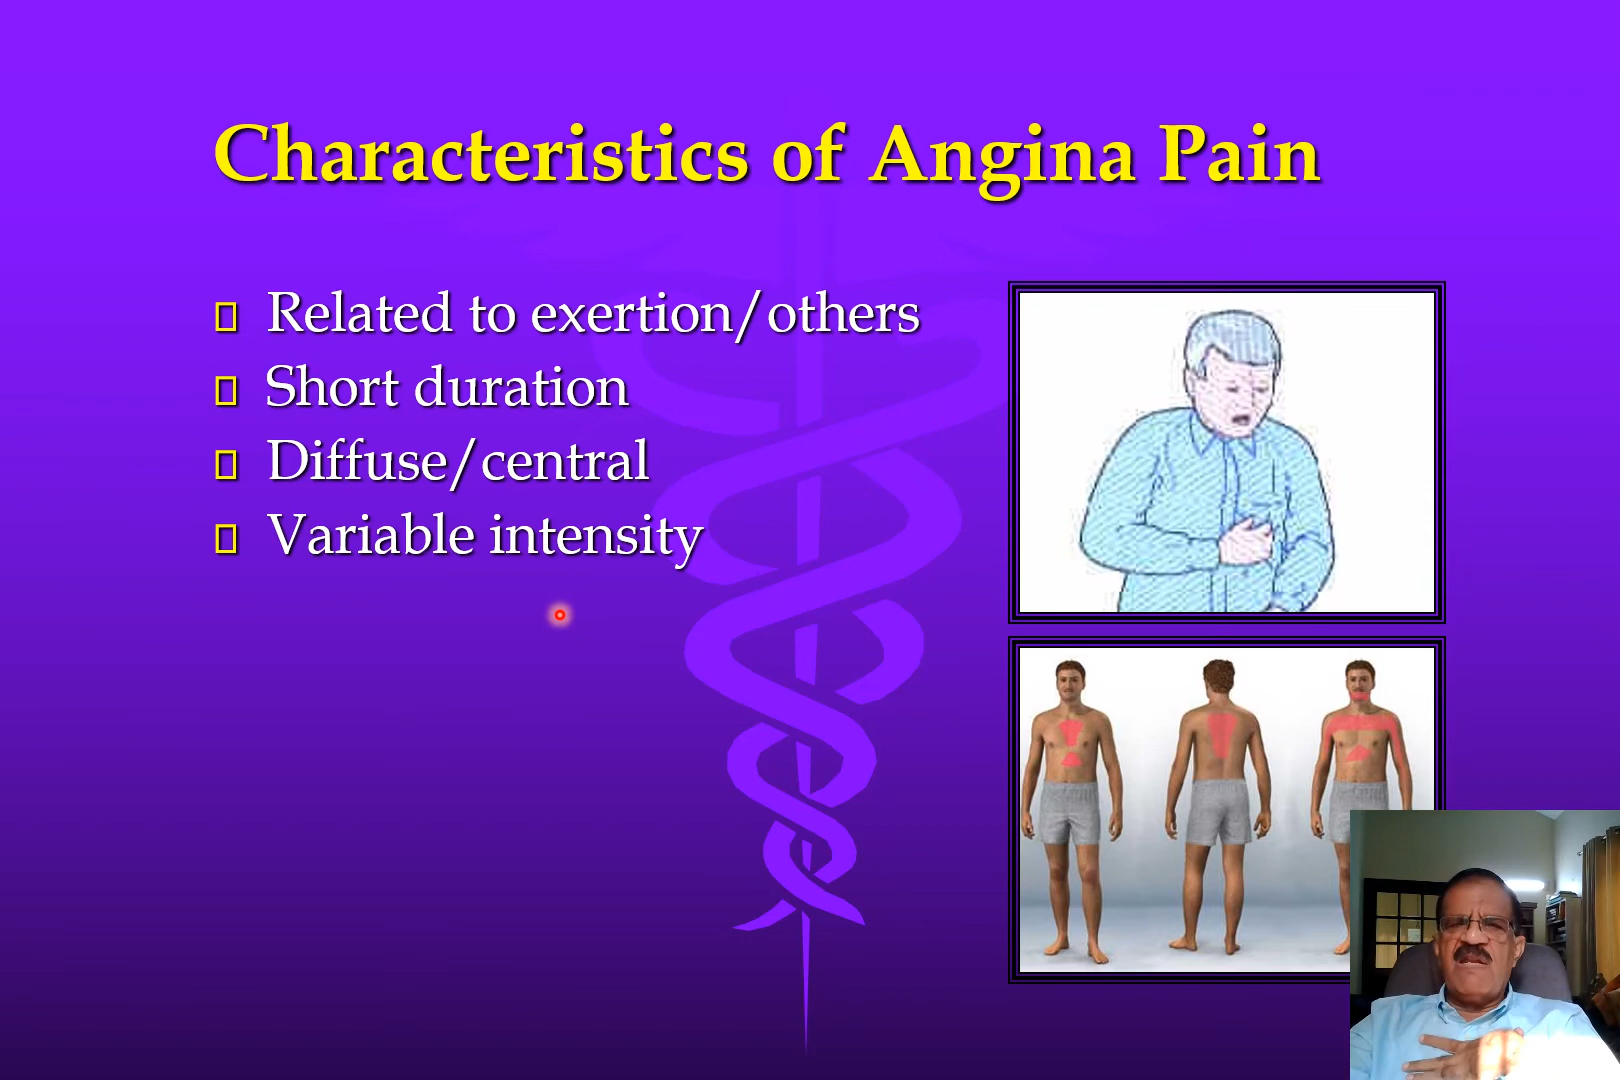 Characteristics of Angina Pain
Related to exertion/others
Short duration
Diffuse/central
Variable intensity